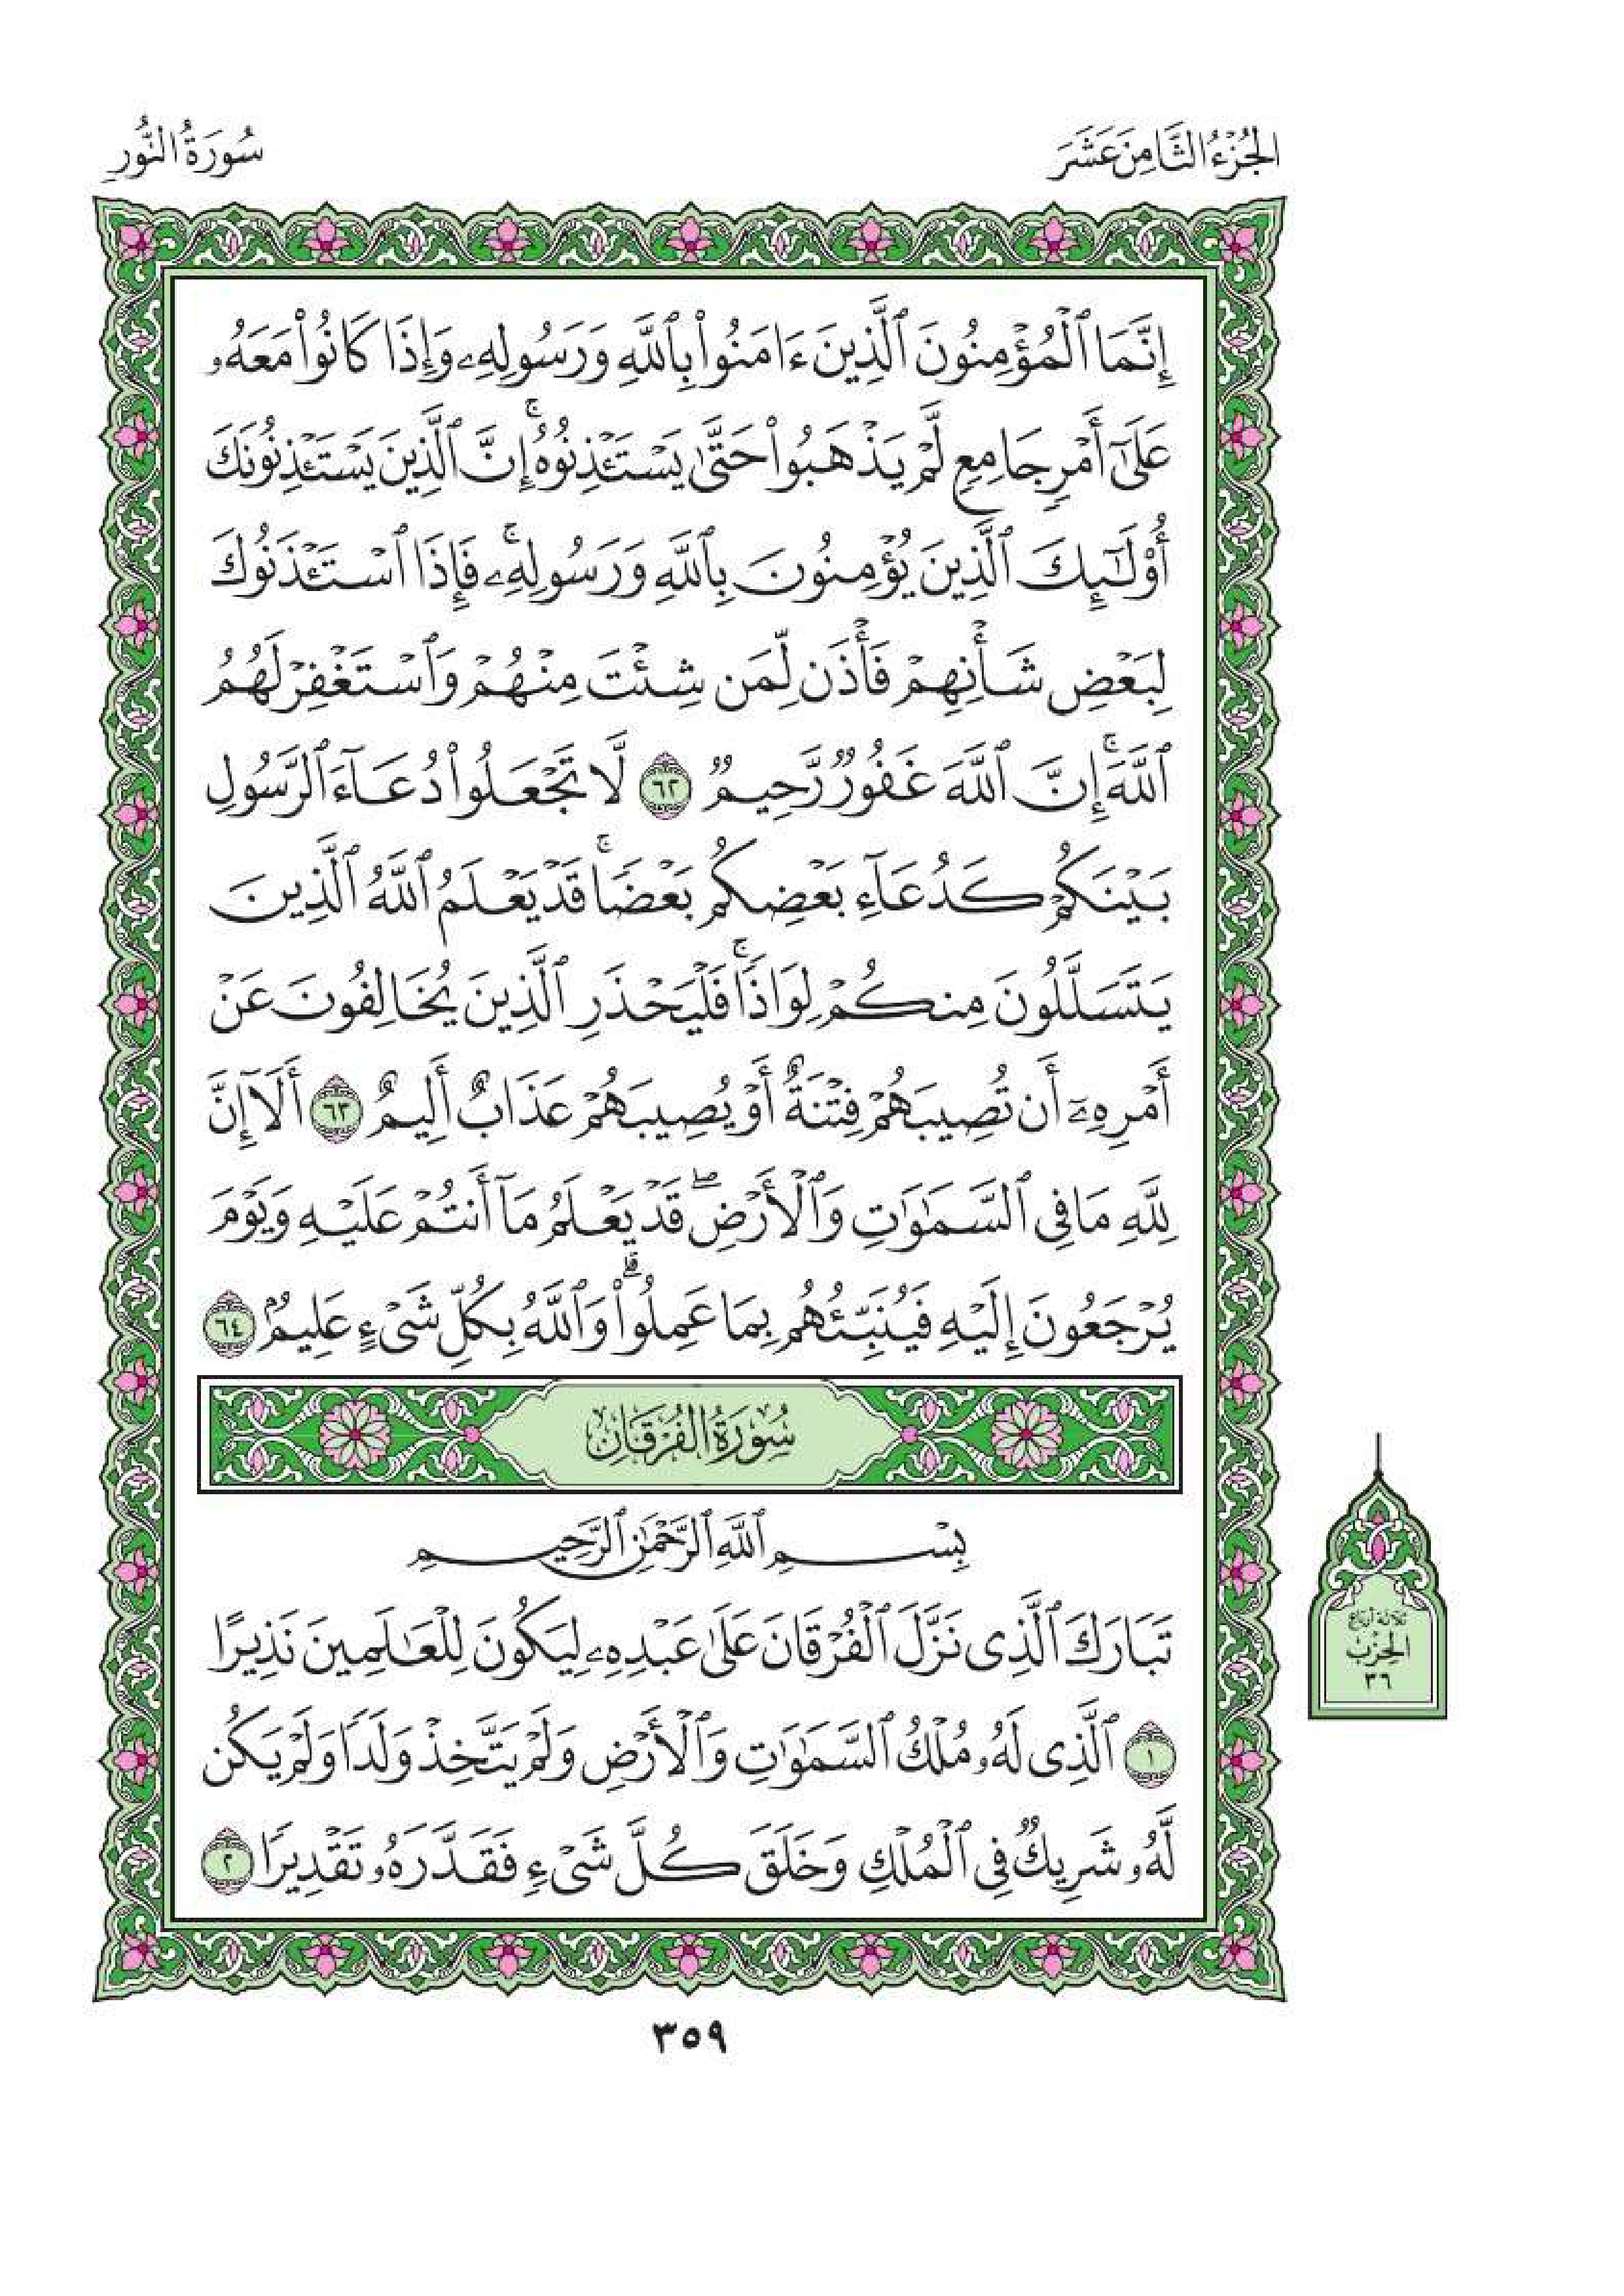 الجُزْءُ الثَّامِنَ عَشَرَ
سُورَةُ النُّورِ
إِنَّمَا ٱلۡمُؤۡمِنُونَ ٱلَّذِينَ ءَامَنُواْ بِٱللَّهِ وَرَسُولِهِۦ وَإِذَا كَانُواْ مَعَهُۥ
عَلَىٰٓ أَمۡرٖ جَامِعٖ لَّمۡ يَذۡهَبُواْ حَتَّىٰ يَسۡتَـٔۡذِنُوهُۚ إِنَّ ٱلَّذِينَ يَسۡتَـٔۡذِنُونَكَ
أُوْلَـٰٓئِكَ ٱلَّذِينَ يُؤۡمِنُونَ بِٱللَّهِ وَرَسُولِهِۦۚ فَإِذَا ٱسۡتَـٔۡذَنُوكَ
لِبَعۡضِ شَأۡنِهِمۡ فَأۡذَن لِّمَن شِئۡتَ مِنۡهُمۡ وَٱسۡتَغۡفِرۡ لَهُمُ
ٱللَّهَۚ إِنَّ ٱللَّهَ غَفُورٞ رَّحِيمٞ ٦٢ لَّا تَجۡعَلُواْ دُعَآءَ ٱلرَّسُولِ
بَيۡنَكُمۡ كَدُعَآءِ بَعۡضِكُم بَعۡضٗاۚ قَدۡ يَعۡلَمُ ٱللَّهُ ٱلَّذِينَ
يَتَسَلَّلُونَ مِنكُمۡ لِوَاذٗاۚ فَلۡيَحۡذَرِ ٱلَّذِينَ يُخَالِفُونَ عَنۡ
أَمۡرِهِۦٓ أَن تُصِيبَهُمۡ فِتۡنَةٌ أَوۡ يُصِيبَهُمۡ عَذَابٌ أَلِيمٌ ٦٣ أَلَآ إِنَّ
لِلَّهِ مَا فِي ٱلسَّمَٰوَٰتِ وَٱلۡأَرۡضِۖ قَدۡ يَعۡلَمُ مَآ أَنتُمۡ عَلَيۡهِ وَيَوۡمَ
يُرۡجَعُونَ إِلَيۡهِ فَيُنَبِّئُهُم بِمَا عَمِلُواْۗ وَٱللَّهُ بِكُلِّ شَيۡءٍ عَلِيمُۢ ٦٤
سُورَةُ الفُرْقَانِ
بِسۡمِ ٱللَّهِ ٱلرَّحۡمَٰنِ ٱلرَّحِيمِ
تَبَارَكَ ٱلَّذِي نَزَّلَ ٱلۡفُرۡقَانَ عَلَىٰ عَبۡدِهِۦ لِيَكُونَ لِلۡعَٰلَمِينَ نَذِيرًا
١ ٱلَّذِي لَهُۥ مُلۡكُ ٱلسَّمَٰوَٰتِ وَٱلۡأَرۡضِ وَلَمۡ يَتَّخِذۡ وَلَدٗا وَلَمۡ يَكُن
لَّهُۥ شَرِيكٞ فِي ٱلۡمُلۡكِ وَخَلَقَ كُلَّ شَيۡءٖ فَقَدَّرَهُۥ تَقۡدِيرٗا ٢
ثلاثة أرباع
الحِزْبِ
٣٦
٣٥٩